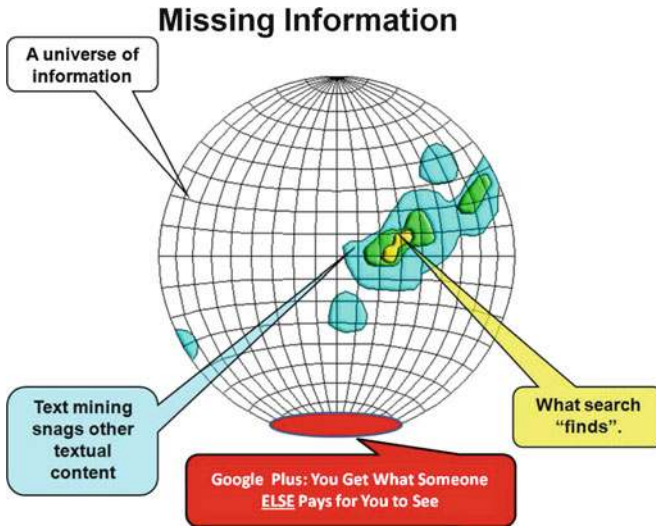 Missing Information
A universe of
information
Text mining
snags other
textual
content
What search
“finds”.
Google Plus: You Get What Someone
ELSE Pays for You to See